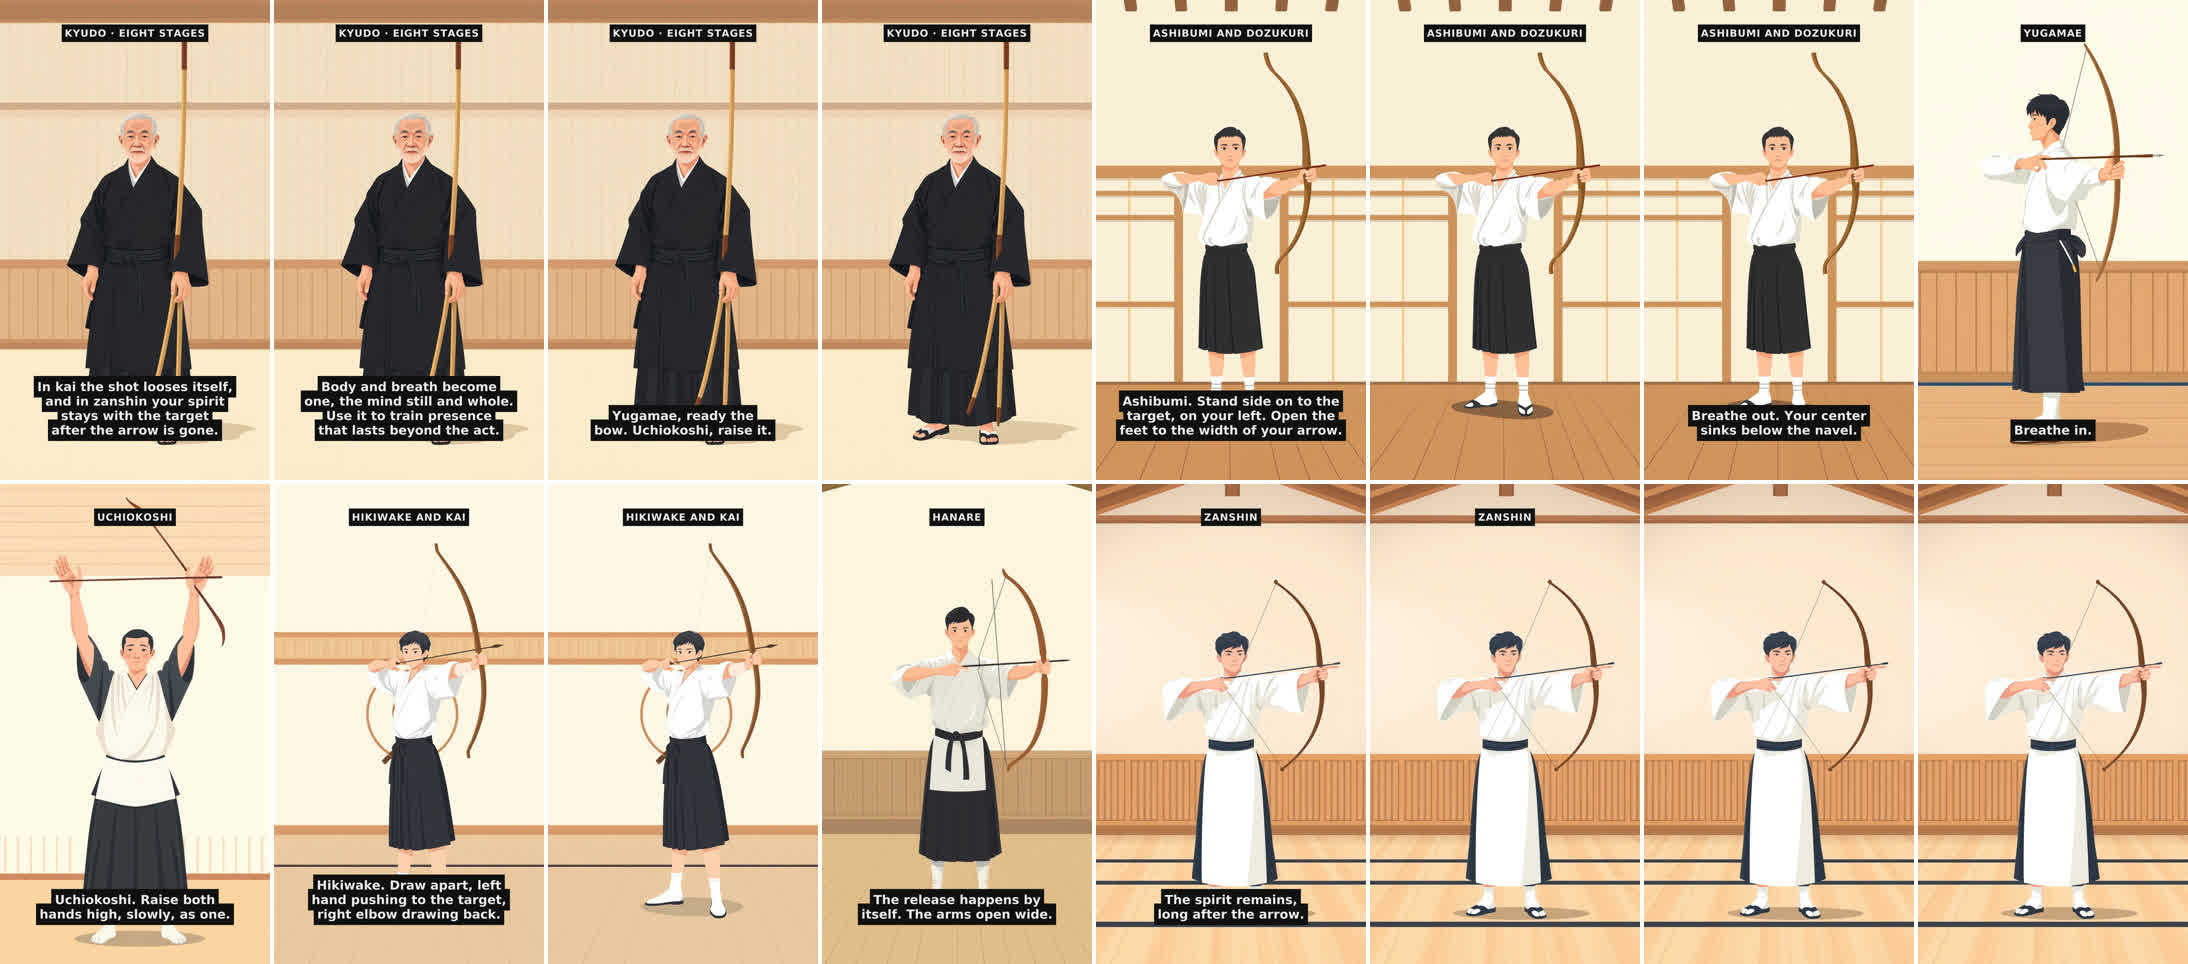 KYUDO · EIGHT STAGES
In kai the shot looses itself,
and in zanshin your spirit
stays with the target
after the arrow is gone.
KYUDO · EIGHT STAGES
Body and breath become
one, the mind still and whole.
Use it to train presence
that lasts beyond the act.
KYUDO · EIGHT STAGES
Yugamae, ready the
bow. Uchiokoshi, raise it.
KYUDO · EIGHT STAGES
ASHIBUMI AND DOZUKURI
Ashibumi. Stand side on to the
target, on your left. Open the
feet to the width of your arrow.
ASHIBUMI AND DOZUKURI
ASHIBUMI AND DOZUKURI
Breathe out. Your center
sinks below the navel.
YUGAMAE
Breathe in.
UCHIOKOSHI
Uchiokoshi. Raise both
hands high, slowly, as one.
HIKIWAKE AND KAI
Hikiwake. Draw apart, left
hand pushing to the target,
right elbow drawing back.
HIKIWAKE AND KAI
HANARE
The release happens by
itself. The arms open wide.
ZANSHIN
The spirit remains,
long after the arrow.
ZANSHIN